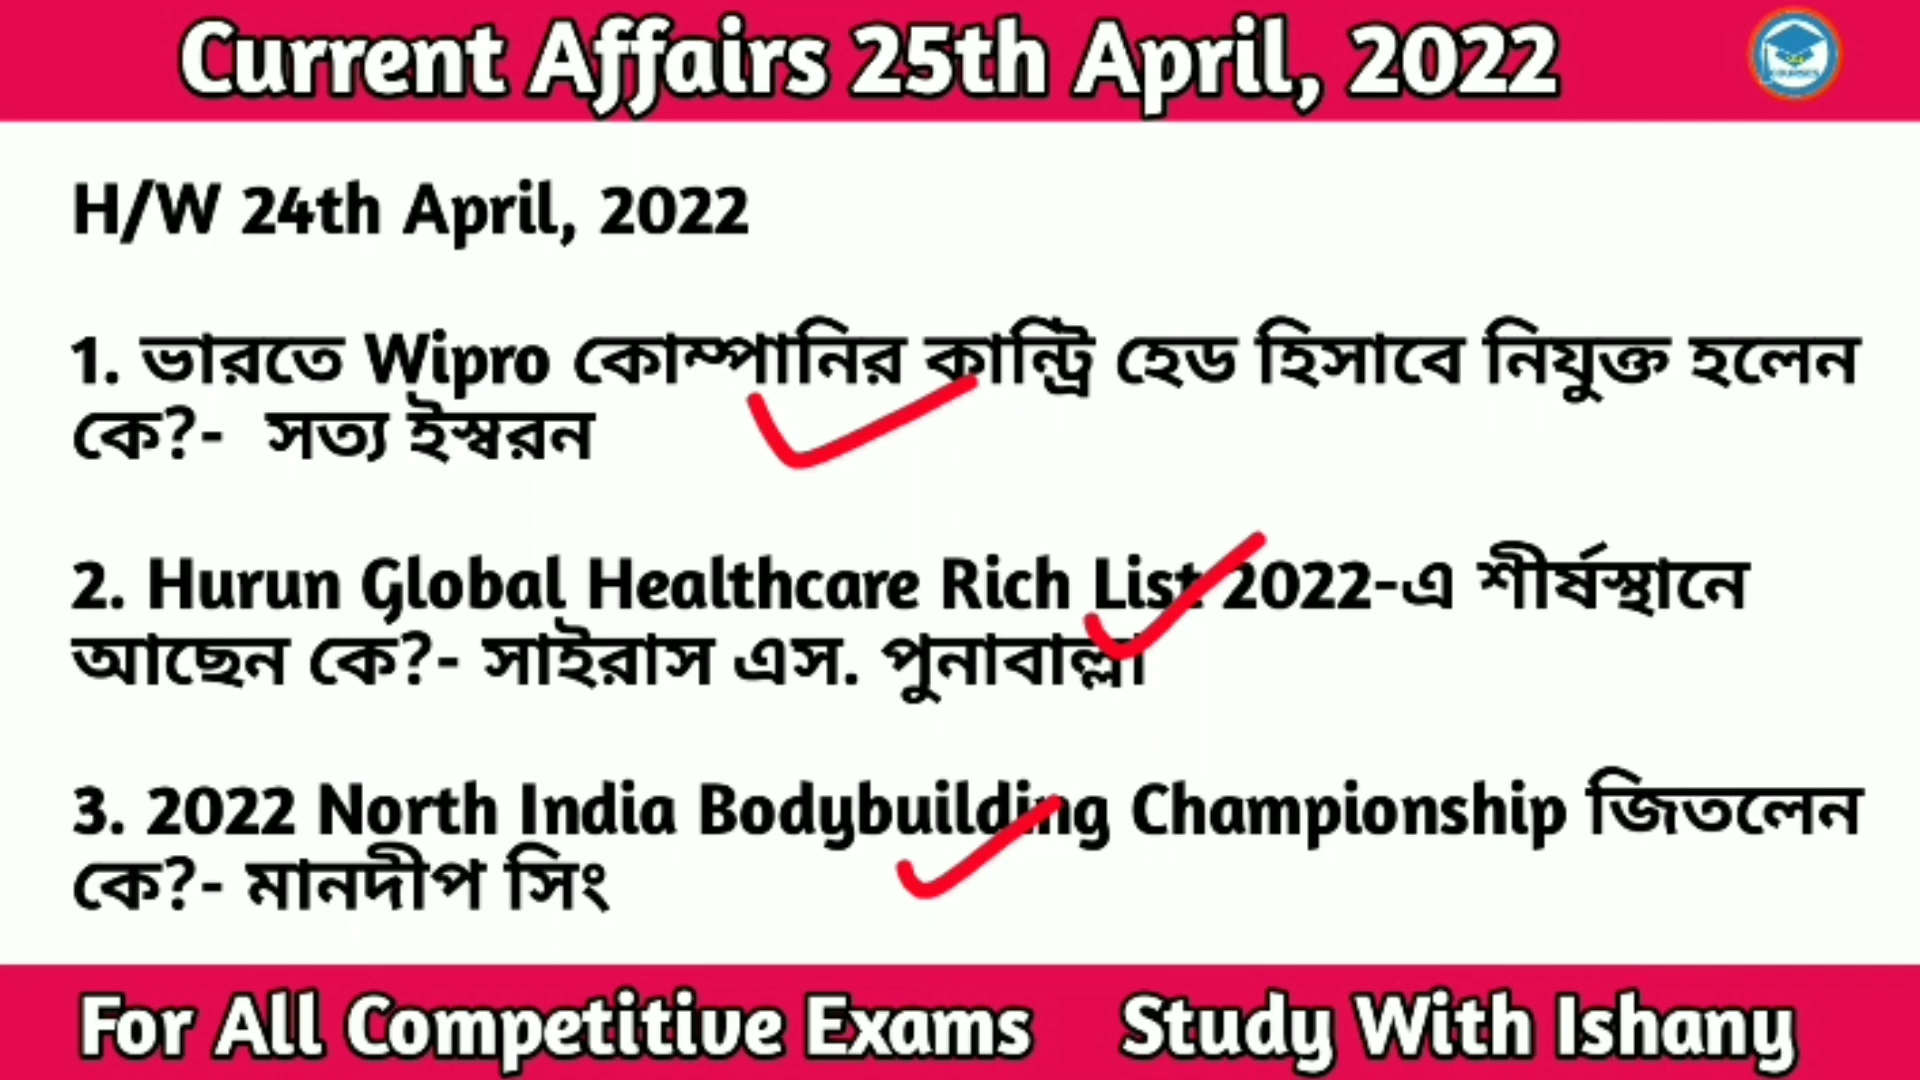 Current Affairs 25th April, 2022
COURSES
H/W 24th April, 2022
1. ভারতে Wipro কোম্পানির কান্ট্রি হেড হিসাবে নিযুক্ত হলেন
কে?- সত্য ইস্বরন
2. Hurun Global Healthcare Rich List 2022-এ শীর্ষস্থানে
আছেন কে?- সাইরাস এস. পুনাবাল্লা
3. 2022 North India Bodybuilding Championship জিতলেন
কে?- মানদীপ সিং
For All Competitive Exams Study With Ishany